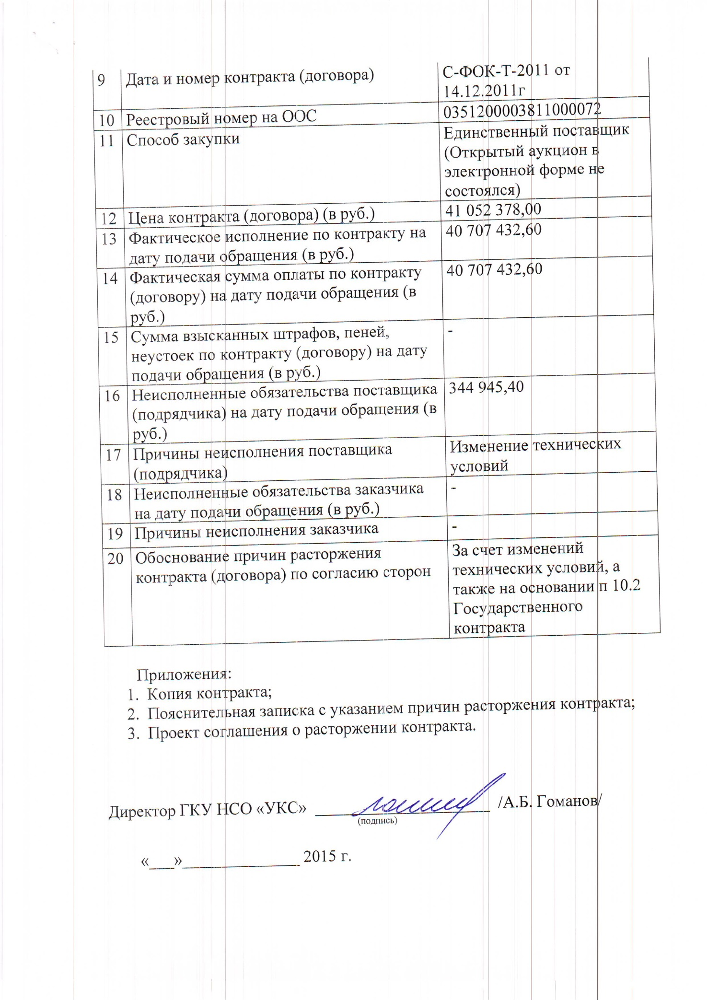 9 Дата и номер контракта (договора) С-ФОК-Т-2011 от
14.12.2011г
10 Реестровый номер на ООС 0351200003811000072
11 Способ закупки Единственный поставщик
(Открытый аукцион в
электронной форме не
состоялся)
12 Цена контракта (договора) (в руб.) 41 052 378,00
13 Фактическое исполнение по контракту на 40 707 432,60
дату подачи обращения (в руб.)
14 Фактическая сумма оплаты по контракту 40 707 432,60
(договору) на дату подачи обращения (в
руб.)
15 Сумма взысканных штрафов, пеней, -
неустоек по контракту (договору) на дату
подачи обращения (в руб.)
16 Неисполненные обязательства поставщика 344 945,40
(подрядчика) на дату подачи обращения (в
руб.)
17 Причины неисполнения поставщика Изменение технических
(подрядчика) условий
18 Неисполненные обязательства заказчика -
на дату подачи обращения (в руб.)
19 Причины неисполнения заказчика -
20 Обоснование причин расторжения За счет изменений
контракта (договора) по согласию сторон технических условий, а
также на основании п 10.2
Государственного
контракта
Приложения:
1. Копия контракта;
2. Пояснительная записка с указанием причин расторжения контракта;
3. Проект соглашения о расторжении контракта.
Директор ГКУ НСО «УКС» ____________________ /А.Б. Гоманов/
(подпись)
«___»______________ 2015 г.